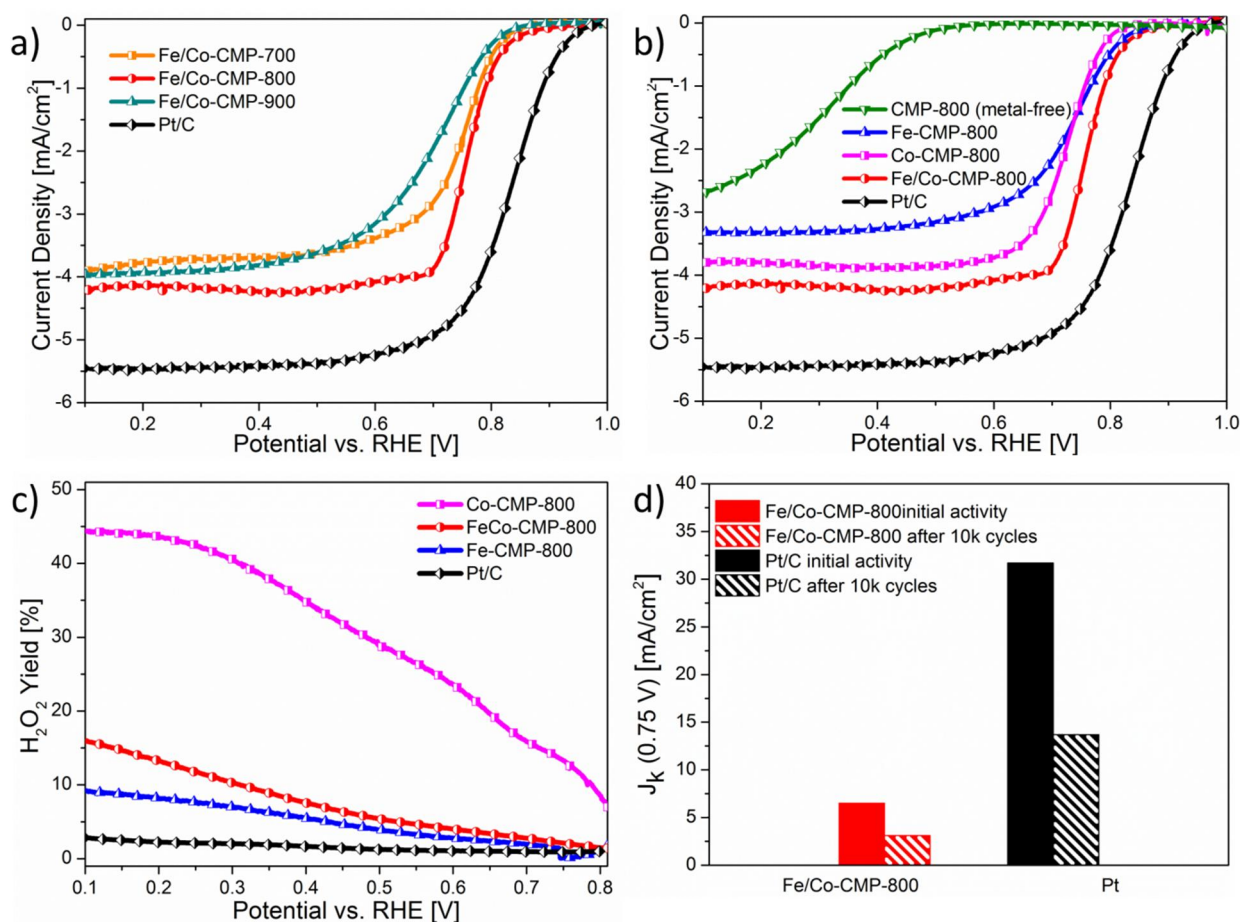 a)
Fe/Co-CMP-700
Fe/Co-CMP-800
Fe/Co-CMP-900
Pt/C
Current Density [mA/cm²]
0
-1
-2
-3
-4
-5
-6
0.2 0.4 0.6 0.8 1.0
Potential vs. RHE [V]
b)
CMP-800 (metal-free)
Fe-CMP-800
Co-CMP-800
Fe/Co-CMP-800
Pt/C
Current Density [mA/cm²]
0
-1
-2
-3
-4
-5
-6
0.2 0.4 0.6 0.8 1.0
Potential vs. RHE [V]
c)
Co-CMP-800
FeCo-CMP-800
Fe-CMP-800
Pt/C
H₂O₂ Yield [%]
50
40
30
20
10
0
0.1 0.2 0.3 0.4 0.5 0.6 0.7 0.8
Potential vs. RHE [V]
d)
Fe/Co-CMP-800initial activity
Fe/Co-CMP-800 after 10k cycles
Pt/C initial activity
Pt/C after 10k cycles
Jₖ (0.75 V) [mA/cm²]
40
35
30
25
20
15
10
5
0
Fe/Co-CMP-800 Pt